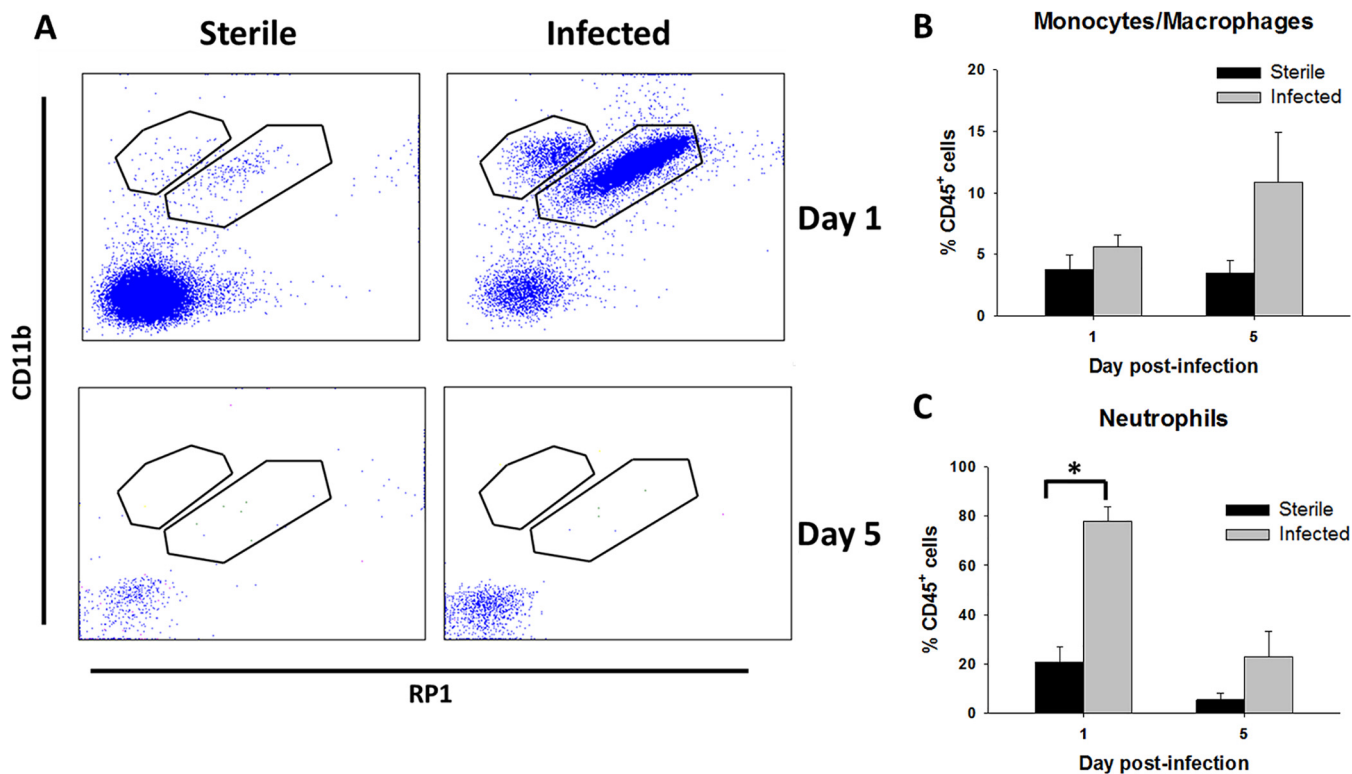 A
Sterile
Infected
Day 1
Day 5
CD11b
RP1
B
Monocytes/Macrophages
Sterile
Infected
20
15
10
5
0
% CD45⁺ cells
1
5
Day post-infection
C
Neutrophils
*
Sterile
Infected
100
80
60
40
20
0
% CD45⁺ cells
1
5
Day post-infection